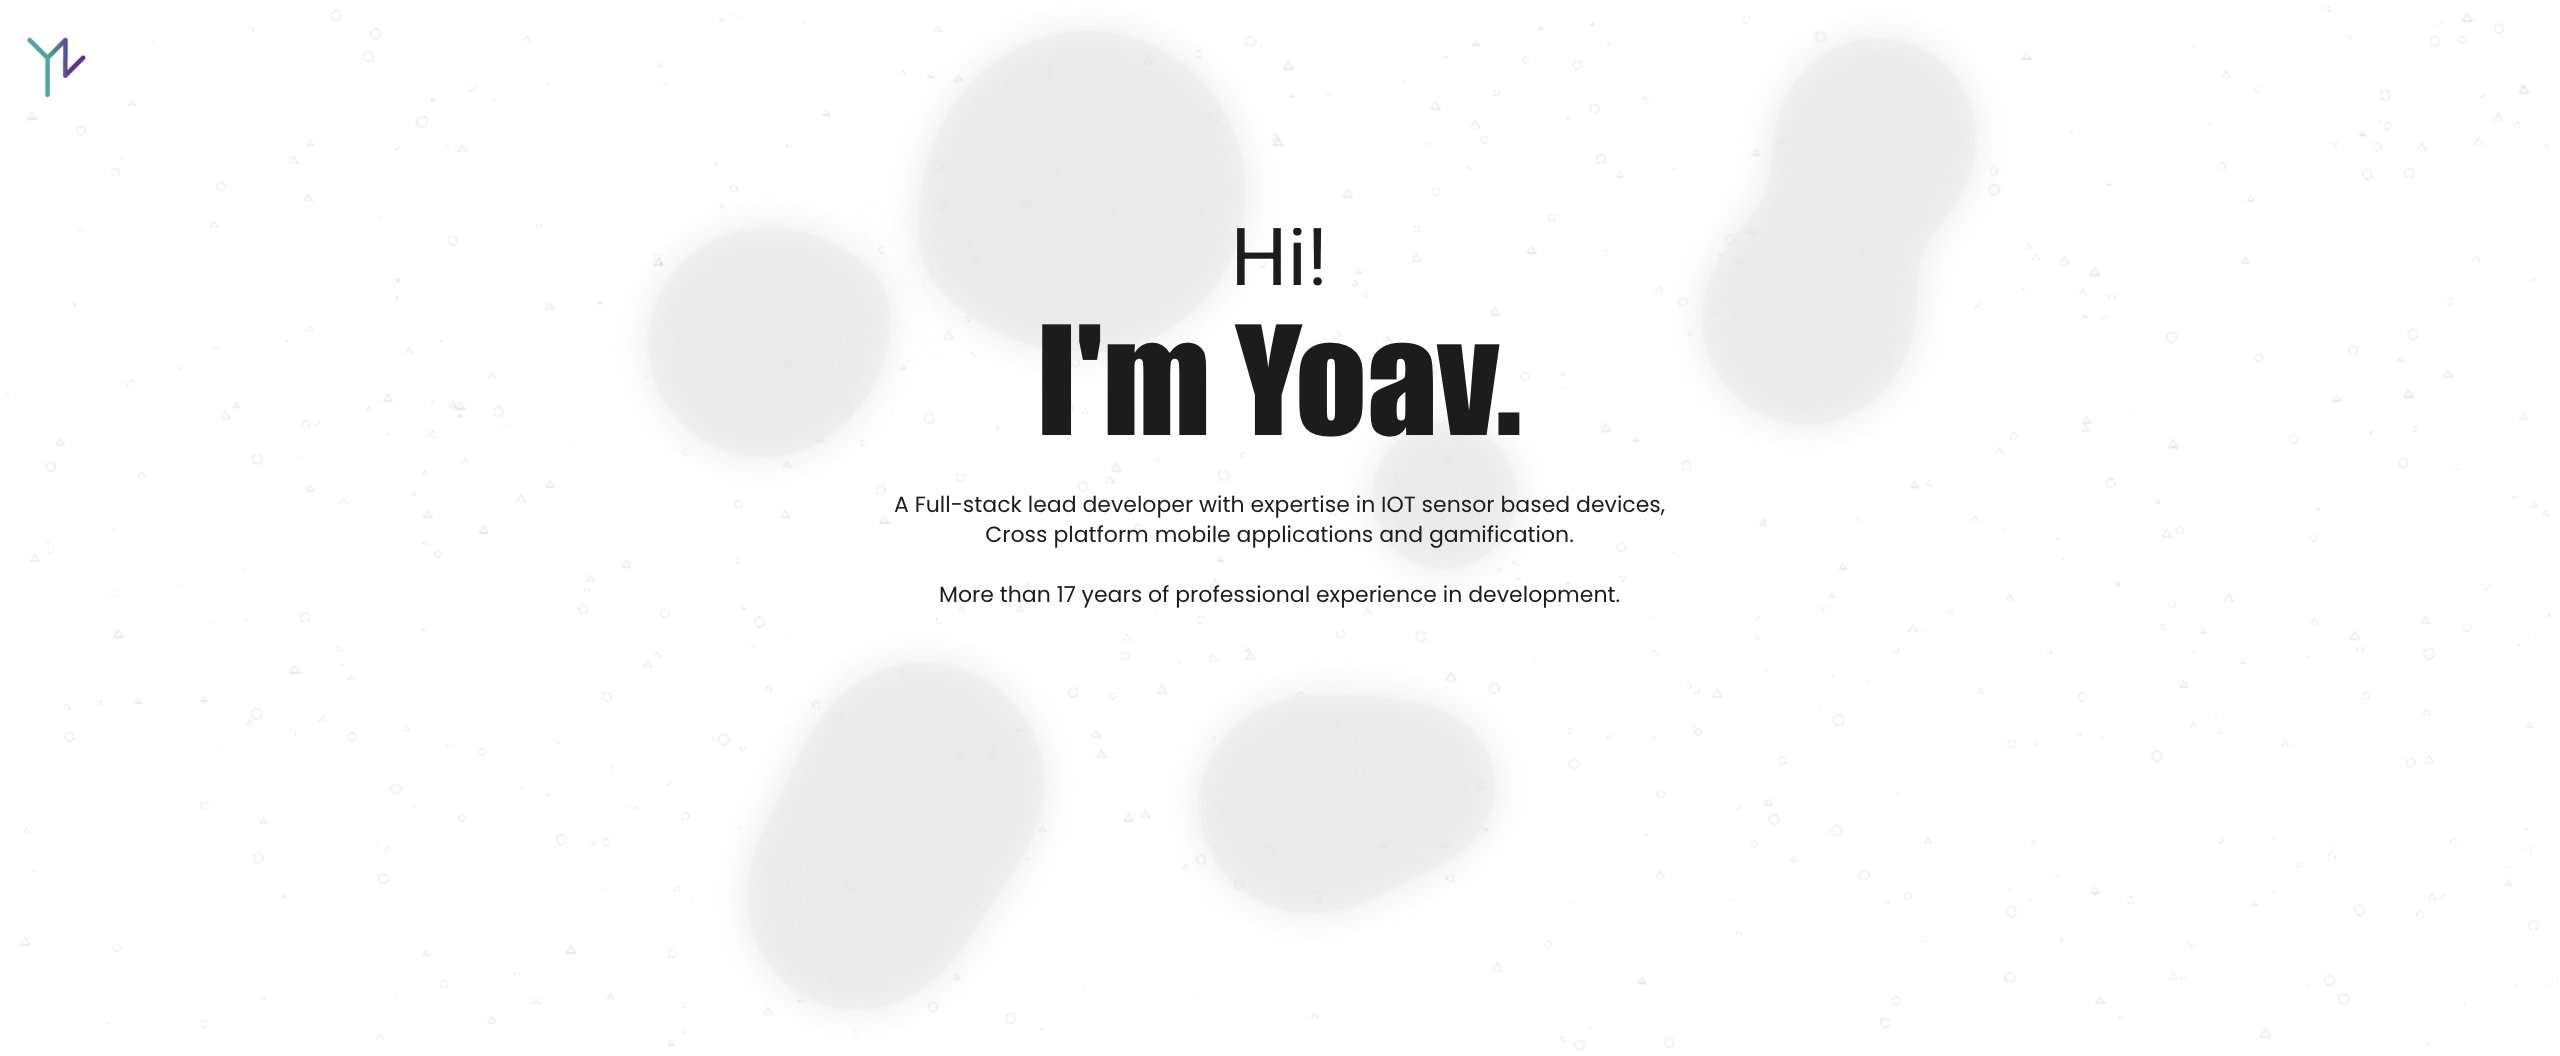 Hi!
I'm Yoav.
A Full-stack lead developer with expertise in IOT sensor based devices,
Cross platform mobile applications and gamification.
More than 17 years of professional experience in development.